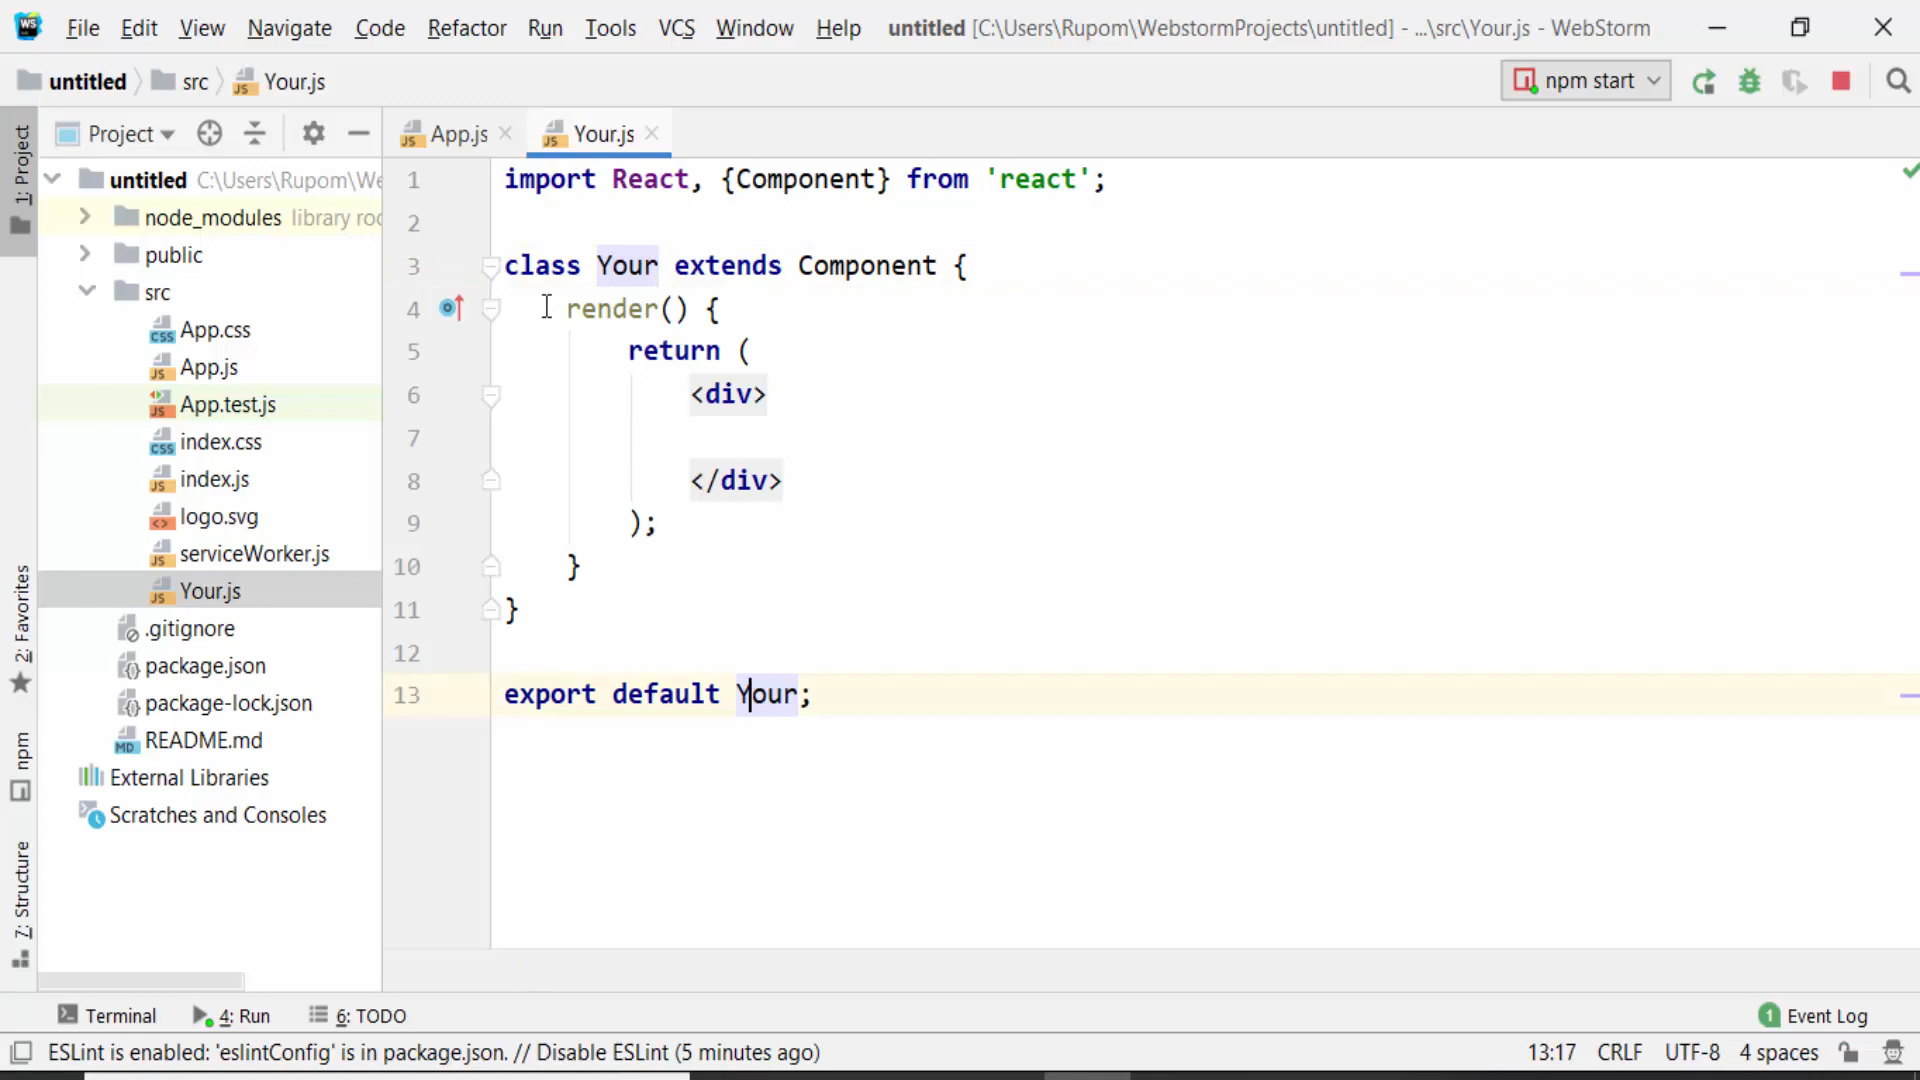 WS File Edit View Navigate Code Refactor Run Tools VCS Window Help untitled [C:\Users\Rupom\WebstormProjects\untitled] - ...\src\Your.js - WebStorm
untitled src Your.js npm start
Project App.js Your.js
1: Project
2: Favorites
npm
7: Structure
untitled C:\Users\Rupom\We
node_modules library roo
public
src
App.css
App.js
App.test.js
index.css
index.js
logo.svg
serviceWorker.js
Your.js
.gitignore
package.json
package-lock.json
README.md
External Libraries
Scratches and Consoles
1 import React, {Component} from 'react';
2
3 class Your extends Component {
4 render() {
5 return (
6 <div>
7
8 </div>
9 );
10 }
11 }
12
13 export default Your;
Terminal 4: Run 6: TODO 1 Event Log
ESLint is enabled: 'eslintConfig' is in package.json. // Disable ESLint (5 minutes ago) 13:17 CRLF UTF-8 4 spaces